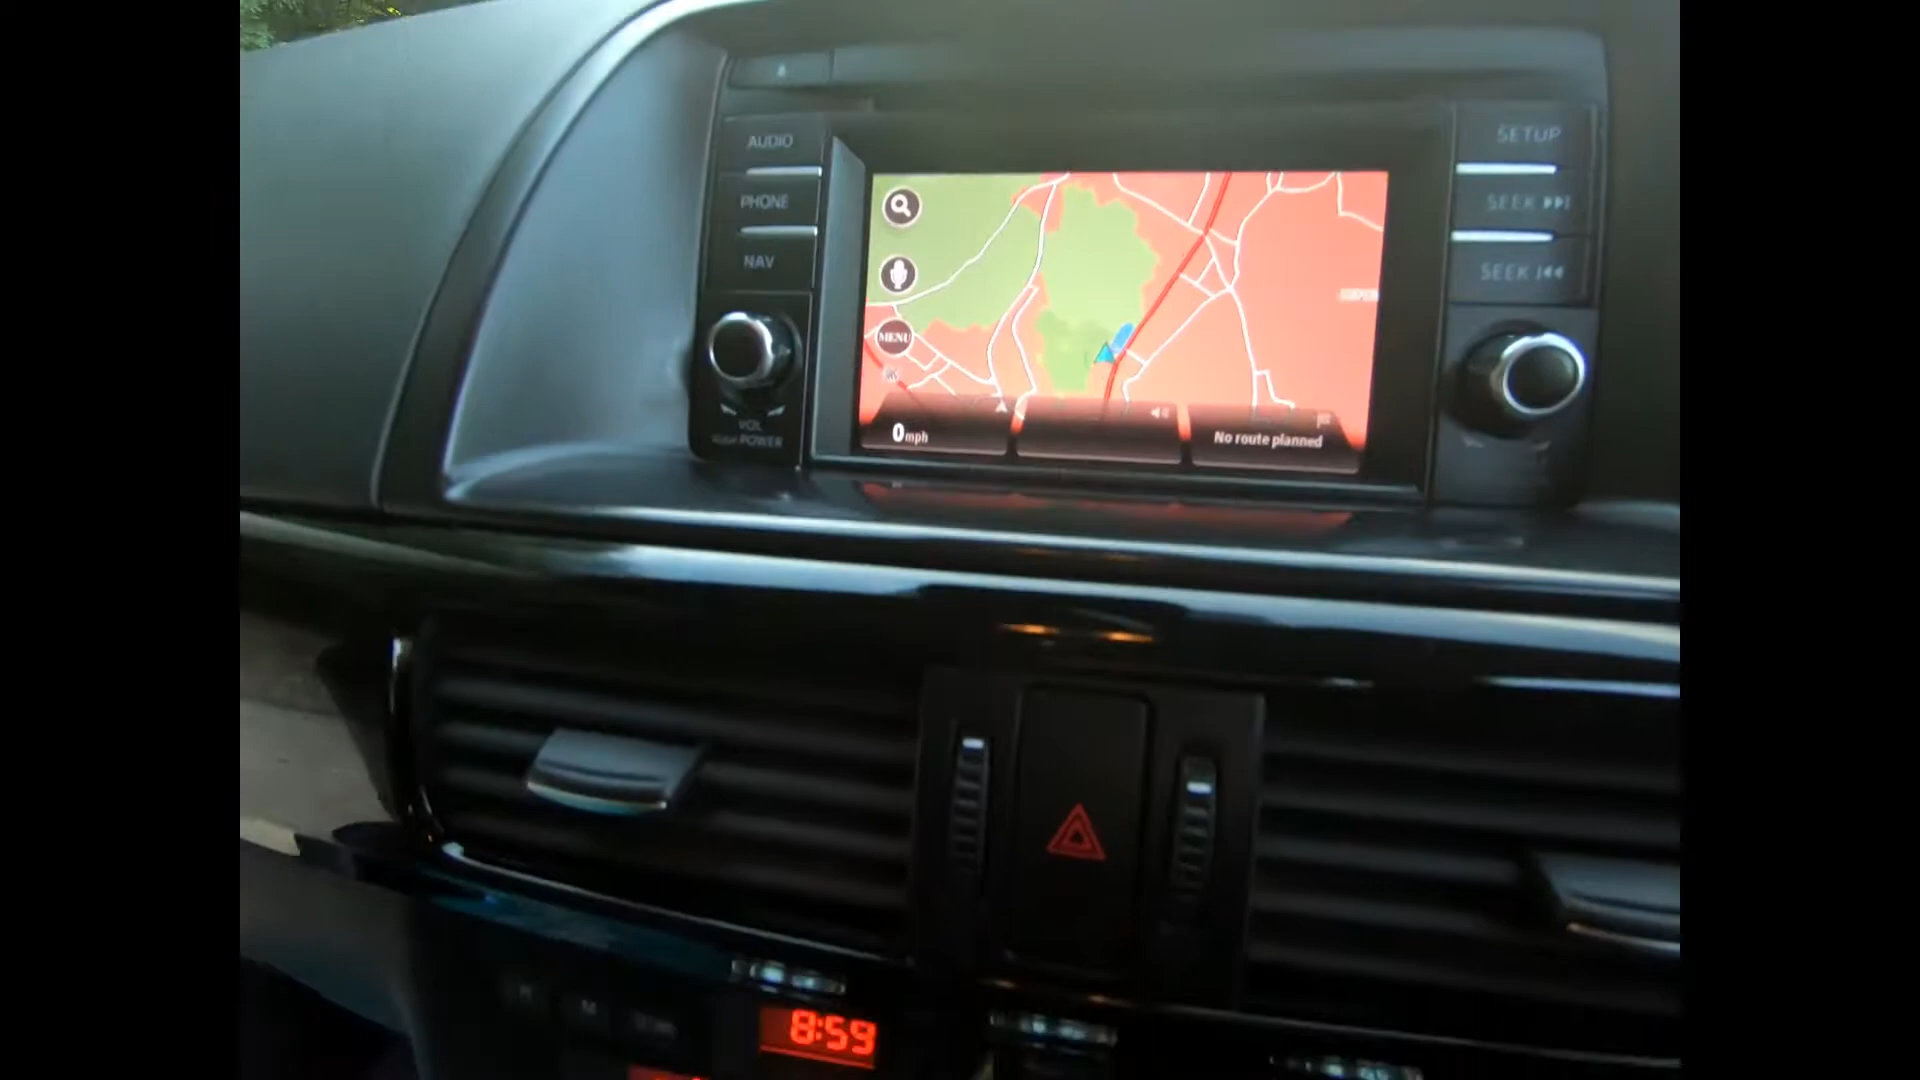 AUDIO
SETUP
PHONE
SEEK
NAV
SEEK
MENU
VOL
POWER
0mph
No route planned
8:59